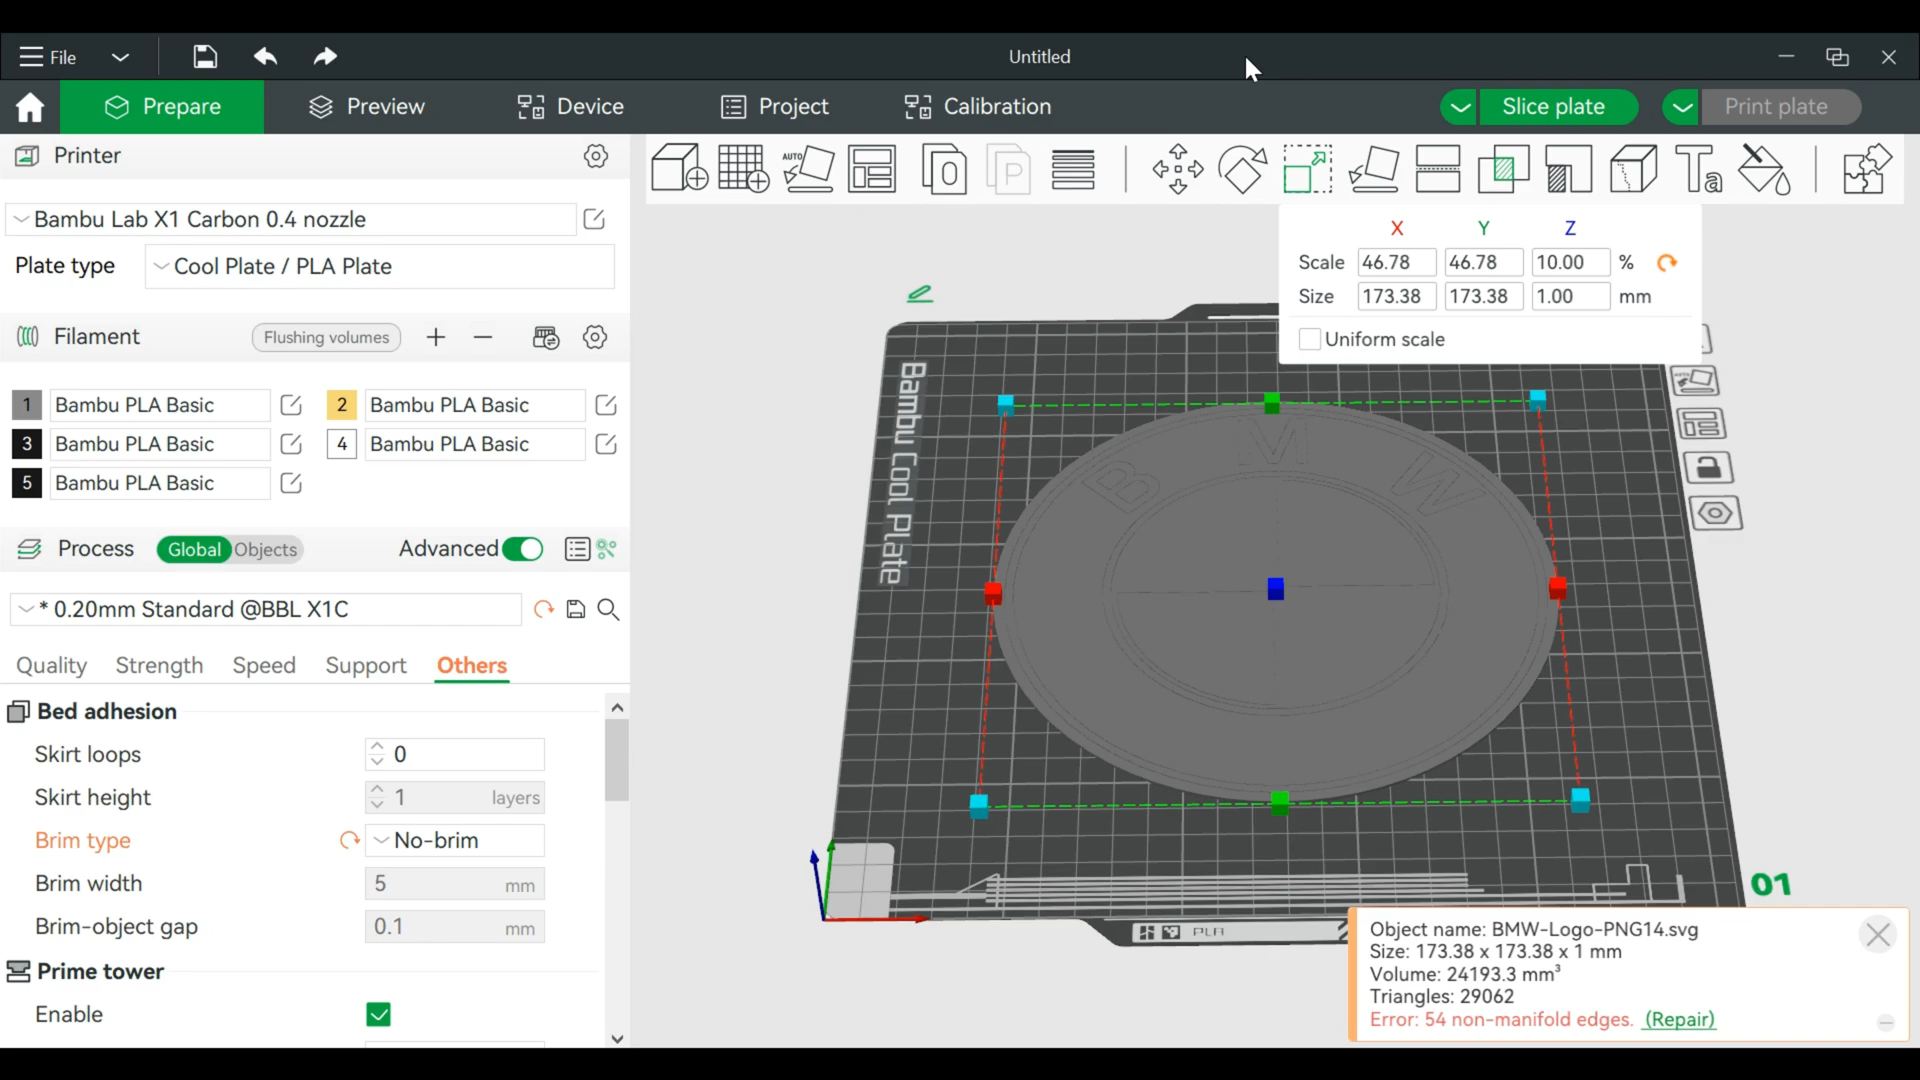 File
Untitled
Prepare
Preview
Device
Project
Calibration
Slice plate
Print plate
Printer
Bambu Lab X1 Carbon 0.4 nozzle
Plate type
Cool Plate / PLA Plate
Filament
Flushing volumes
1 Bambu PLA Basic
2 Bambu PLA Basic
3 Bambu PLA Basic
4 Bambu PLA Basic
5 Bambu PLA Basic
Process
Global Objects
Advanced
* 0.20mm Standard @BBL X1C
Quality Strength Speed Support Others
Bed adhesion
Skirt loops 0
Skirt height 1 layers
Brim type No-brim
Brim width 5 mm
Brim-object gap 0.1 mm
Prime tower
Enable
AUTO
O
P
Ta
X Y Z
Scale 46.78 46.78 10.00 %
Size 173.38 173.38 1.00 mm
Uniform scale
AUTO
Bambu Cool Plate
B M W
01
PLA
Object name: BMW-Logo-PNG14.svg
Size: 173.38 x 173.38 x 1 mm
Volume: 24193.3 mm³
Triangles: 29062
Error: 54 non-manifold edges. (Repair)